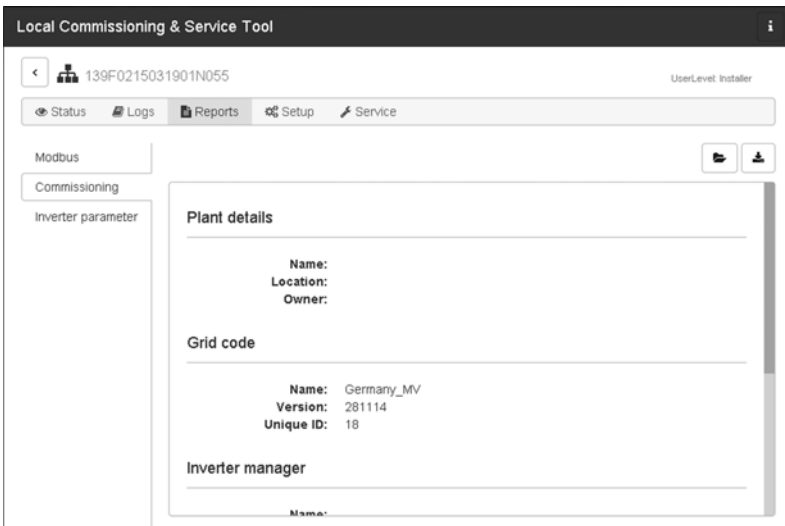 Local Commissioning & Service Tool
i
139F0215031901N055
UserLevel: Installer
Status Logs Reports Setup Service
Modbus
Commissioning
Inverter parameter
Plant details
Name:
Location:
Owner:
Grid code
Name: Germany_MV
Version: 281114
Unique ID: 18
Inverter manager
Name: